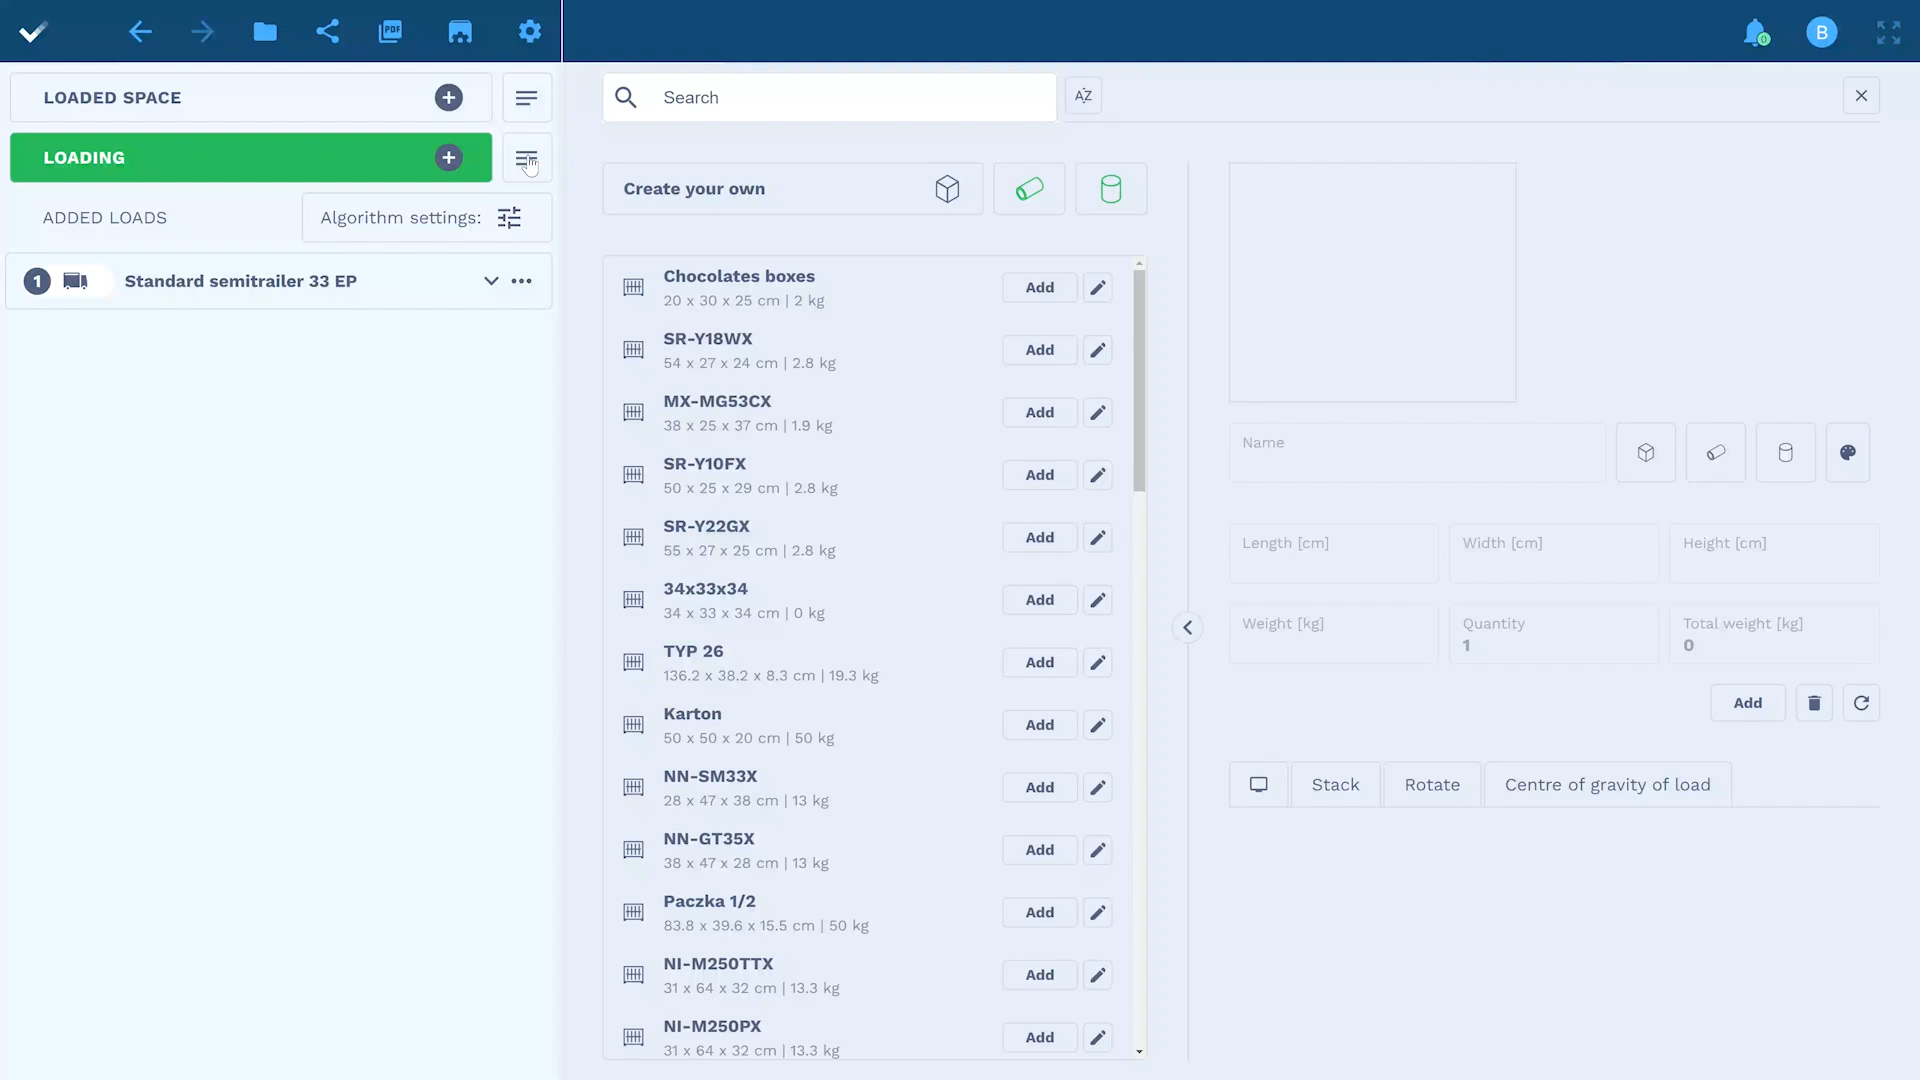 PDF
0
B
LOADED SPACE
LOADING
ADDED LOADS
Algorithm settings:
1
Standard semitrailer 33 EP
Search
AZ
Create your own
Chocolates boxes
20 x 30 x 25 cm | 2 kg
Add
SR-Y18WX
54 x 27 x 24 cm | 2.8 kg
Add
MX-MG53CX
38 x 25 x 37 cm | 1.9 kg
Add
SR-Y10FX
50 x 25 x 29 cm | 2.8 kg
Add
SR-Y22GX
55 x 27 x 25 cm | 2.8 kg
Add
34x33x34
34 x 33 x 34 cm | 0 kg
Add
TYP 26
136.2 x 38.2 x 8.3 cm | 19.3 kg
Add
Karton
50 x 50 x 20 cm | 50 kg
Add
NN-SM33X
28 x 47 x 38 cm | 13 kg
Add
NN-GT35X
38 x 47 x 28 cm | 13 kg
Add
Paczka 1/2
83.8 x 39.6 x 15.5 cm | 50 kg
Add
NI-M250TTX
31 x 64 x 32 cm | 13.3 kg
Add
NI-M250PX
31 x 64 x 32 cm | 13.3 kg
Add
Name
Length [cm]
Width [cm]
Height [cm]
Weight [kg]
Quantity
1
Total weight [kg]
0
Add
Stack
Rotate
Centre of gravity of load